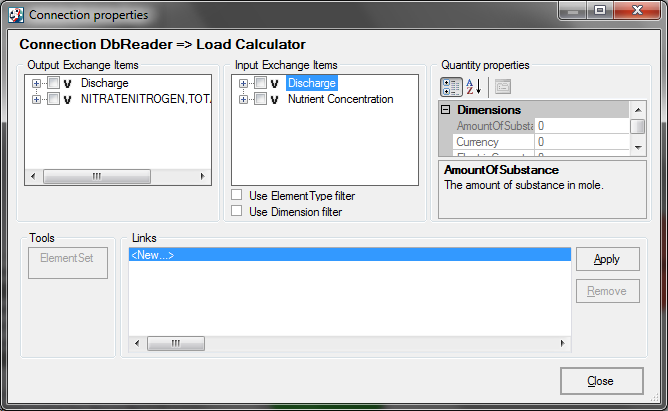 Connection properties
Connection DbReader => Load Calculator
Output Exchange Items
V Discharge
V NITRATENITROGEN,TOT.
Input Exchange Items
V Discharge
V Nutrient Concentration
Use ElementType filter
Use Dimension filter
Quantity properties
Dimensions
AmountOfSubsta 0
Currency 0
AmountOfSubstance
The amount of substance in mole.
Tools
ElementSet
Links
<New...>
Apply
Remove
Close